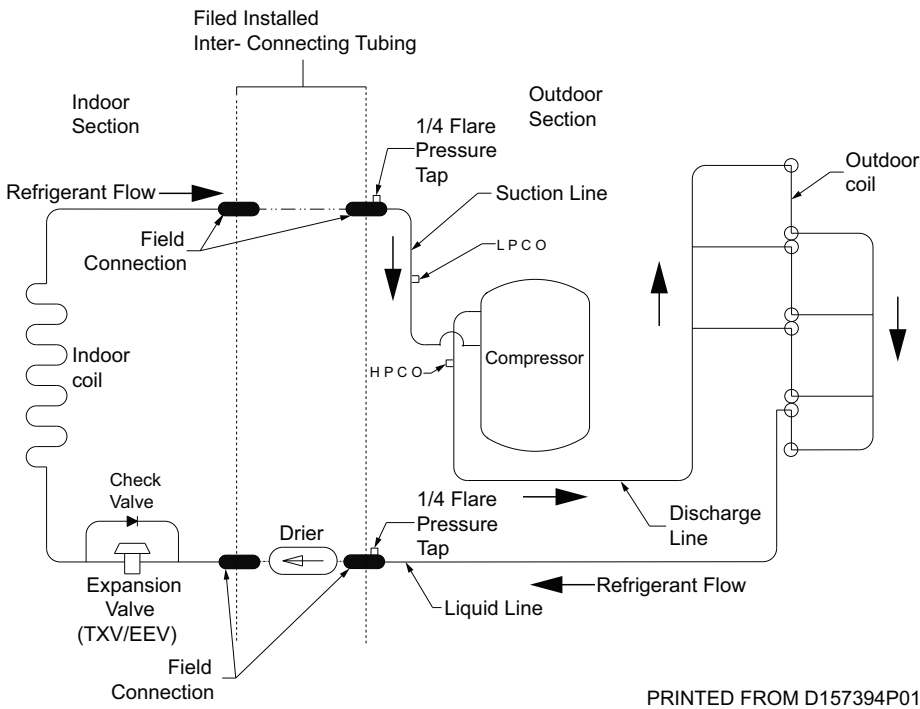 Filed Installed
Inter- Connecting Tubing
Indoor
Section
Outdoor
Section
1/4 Flare
Pressure
Tap
Outdoor
coil
Refrigerant Flow
Suction Line
Field
Connection
L P C O
Indoor
coil
Compressor
H P C O
Check
Valve
Drier
1/4 Flare
Pressure
Tap
Discharge
Line
Expansion
Valve
(TXV/EEV)
Liquid Line
Refrigerant Flow
Field
Connection
PRINTED FROM D157394P01